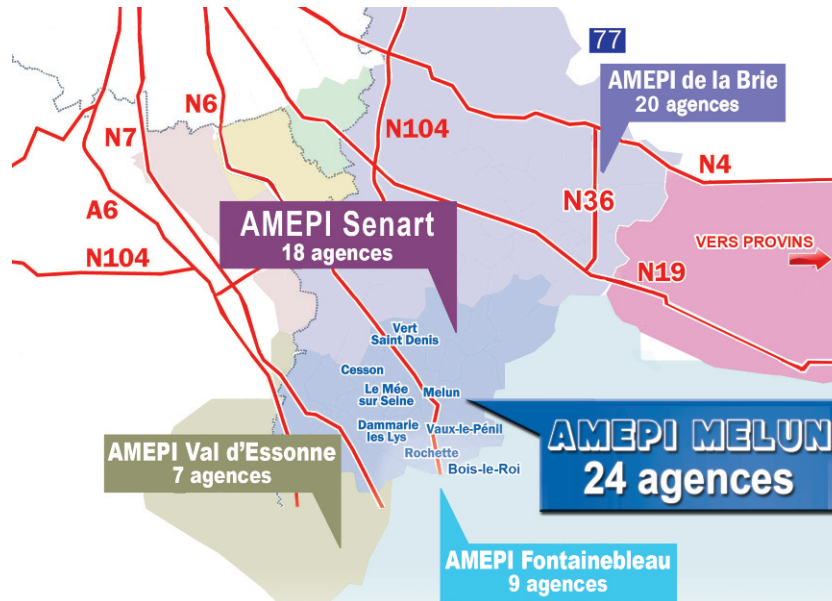 77
AMEPI de la Brie
20 agences
N6
N7
N104
N4
A6
N36
AMEPI Senart
18 agences
N104
VERS PROVINS
N19
Vert
Saint Denis
Cesson
Le Mée
sur Seine
Melun
Dammarie
les Lys
Vaux-le-Pénil
Rochette
Bois-le-Roi
AMEPI MELUN
24 agences
AMEPI Val d'Essonne
7 agences
AMEPI Fontainebleau
9 agences